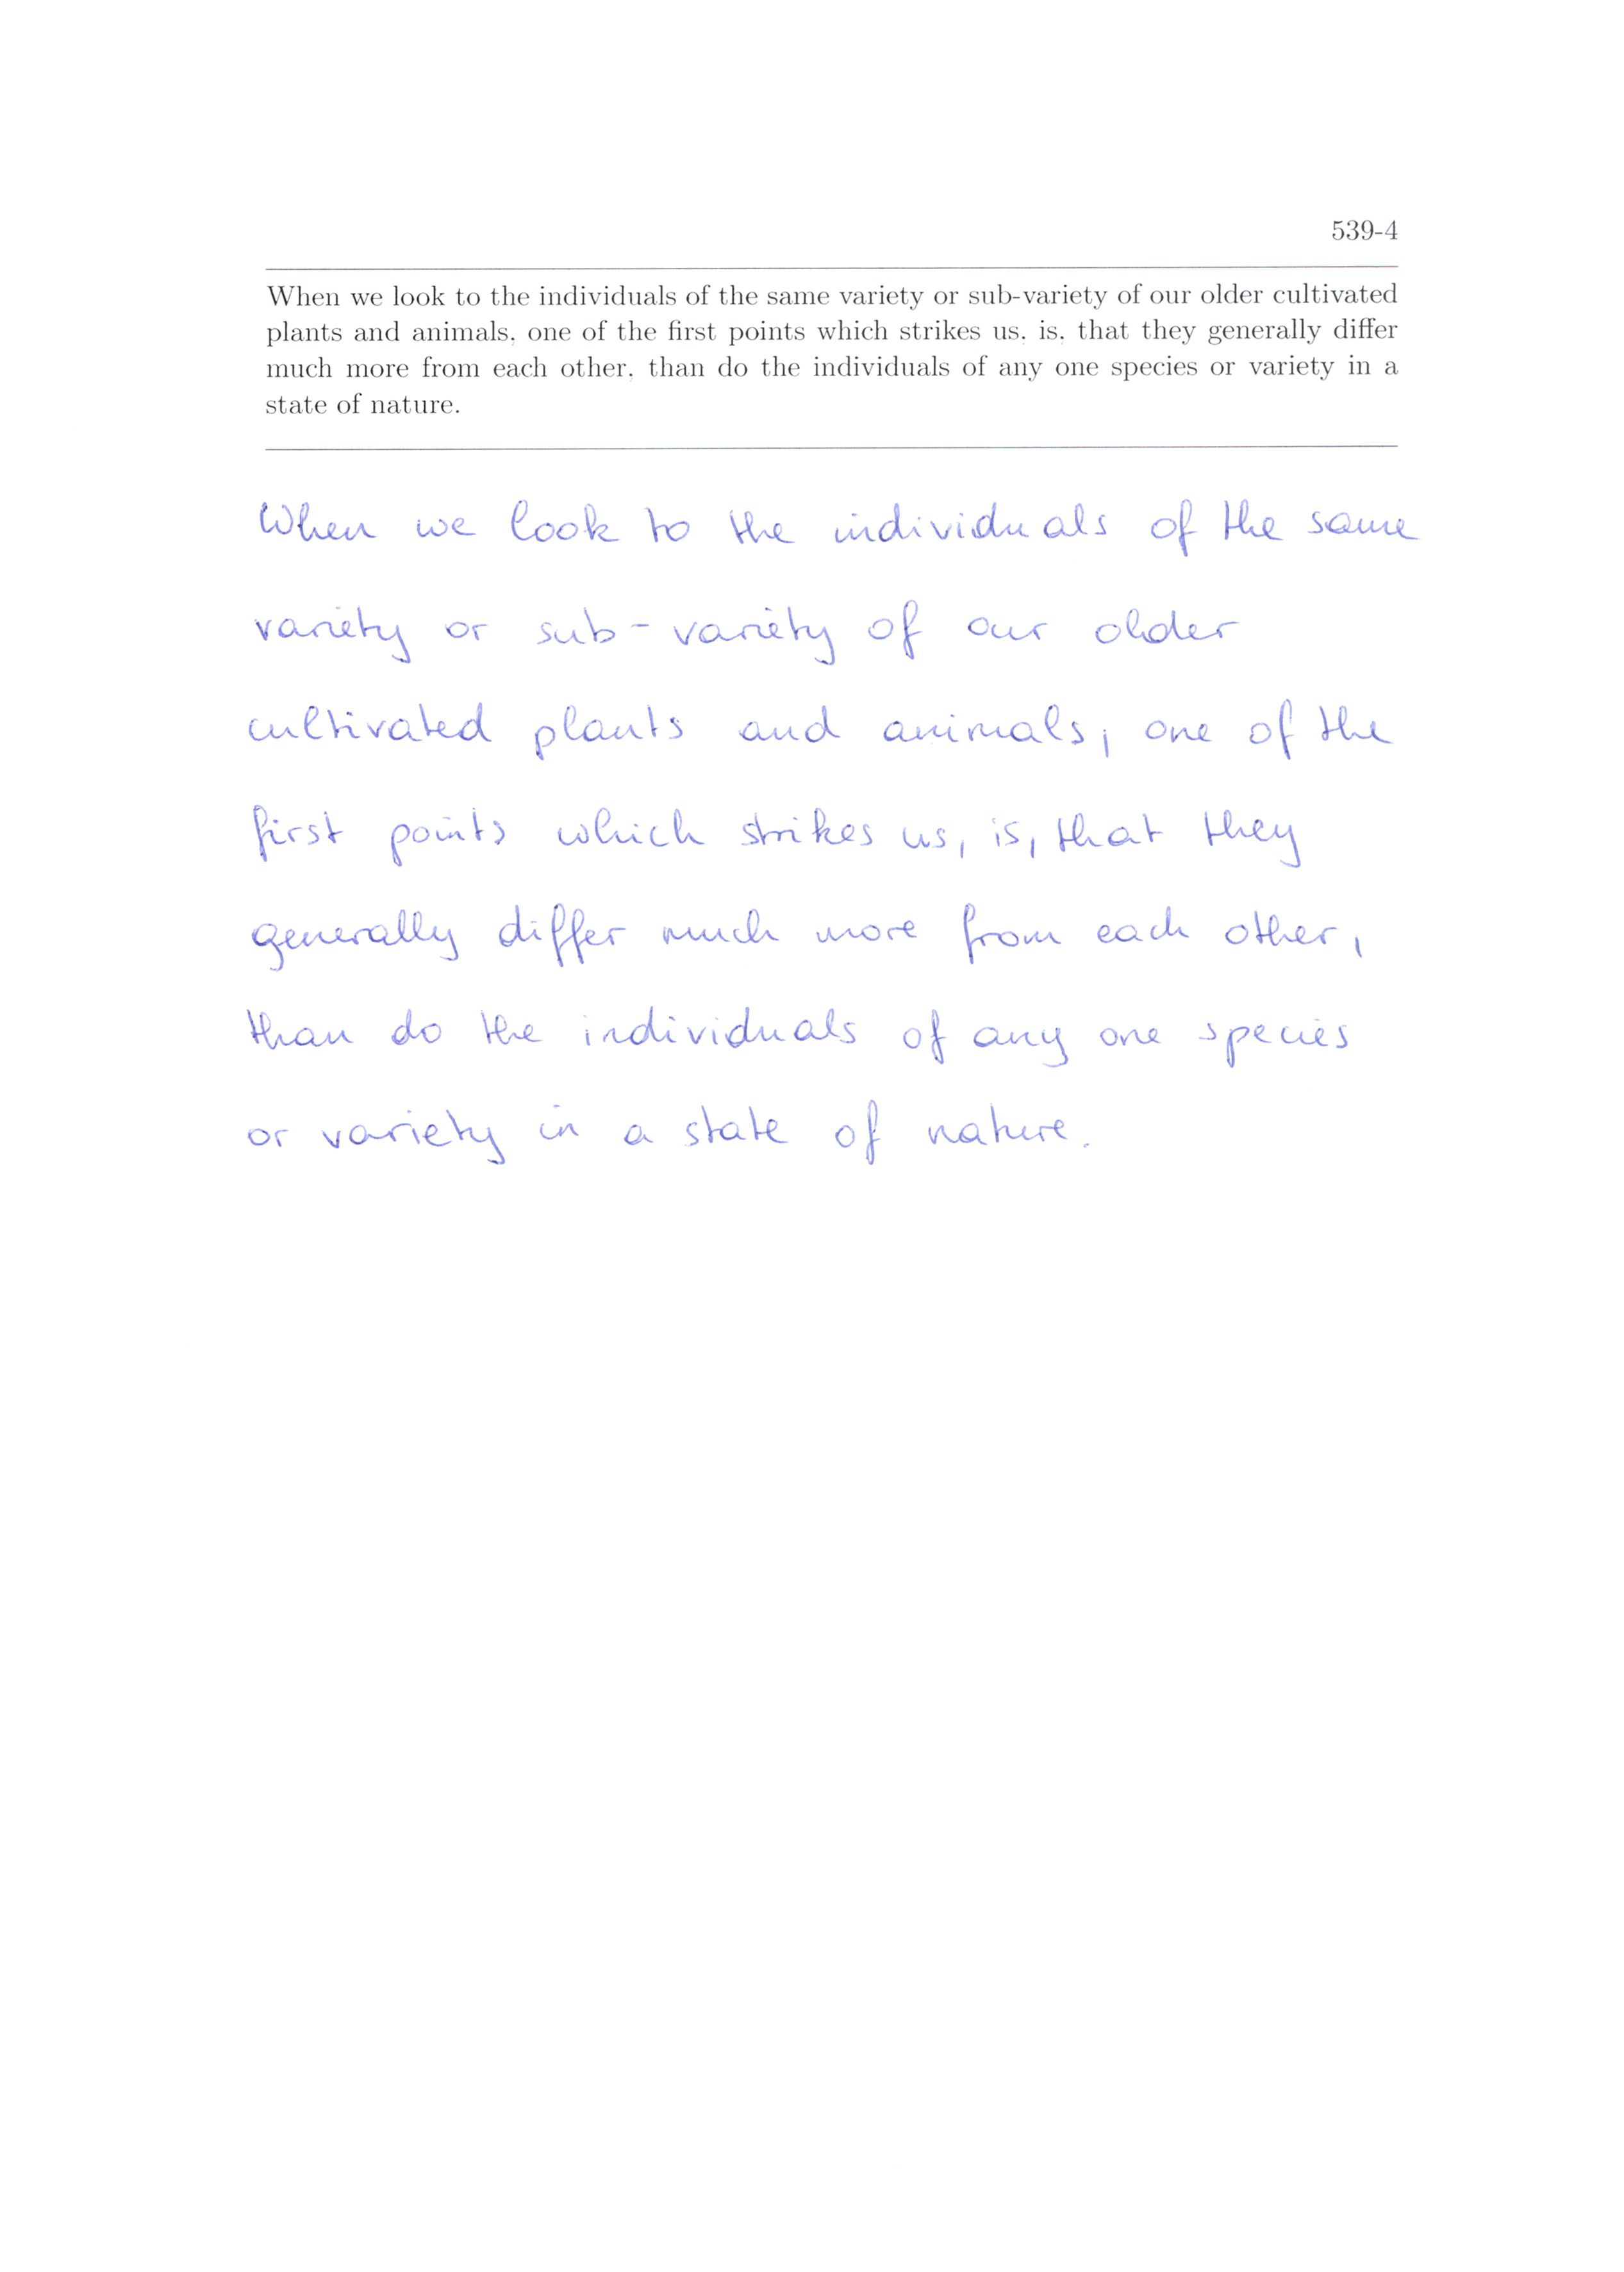 539-4
When we look to the individuals of the same variety or sub-variety of our older cultivated
plants and animals, one of the first points which strikes us, is, that they generally differ
much more from each other, than do the individuals of any one species or variety in a
state of nature.
When we look to the individuals of the same
variety or sub-variety of our older
cultivated plants and animals, one of the
first points which strikes us, is, that they
generally differ much more from each other,
than do the individuals of any one species
or variety in a state of nature.